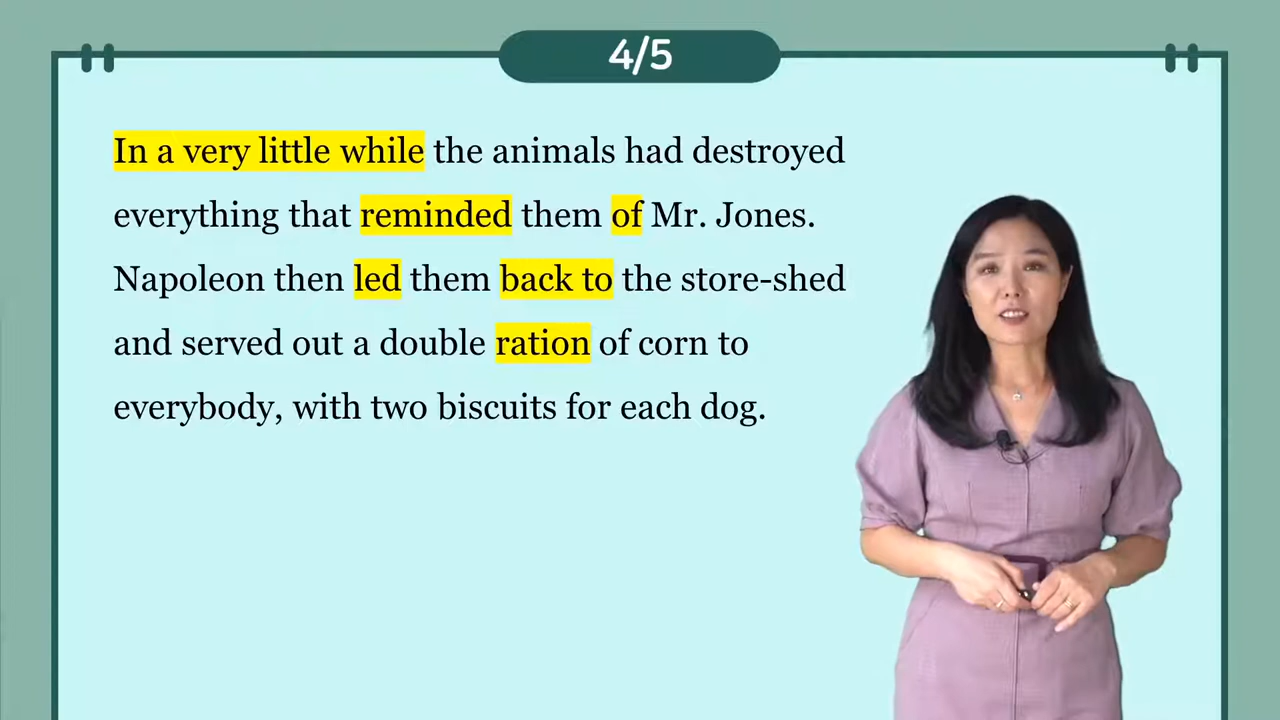 4/5
In a very little while the animals had destroyed
everything that reminded them of Mr. Jones.
Napoleon then led them back to the store-shed
and served out a double ration of corn to
everybody, with two biscuits for each dog.